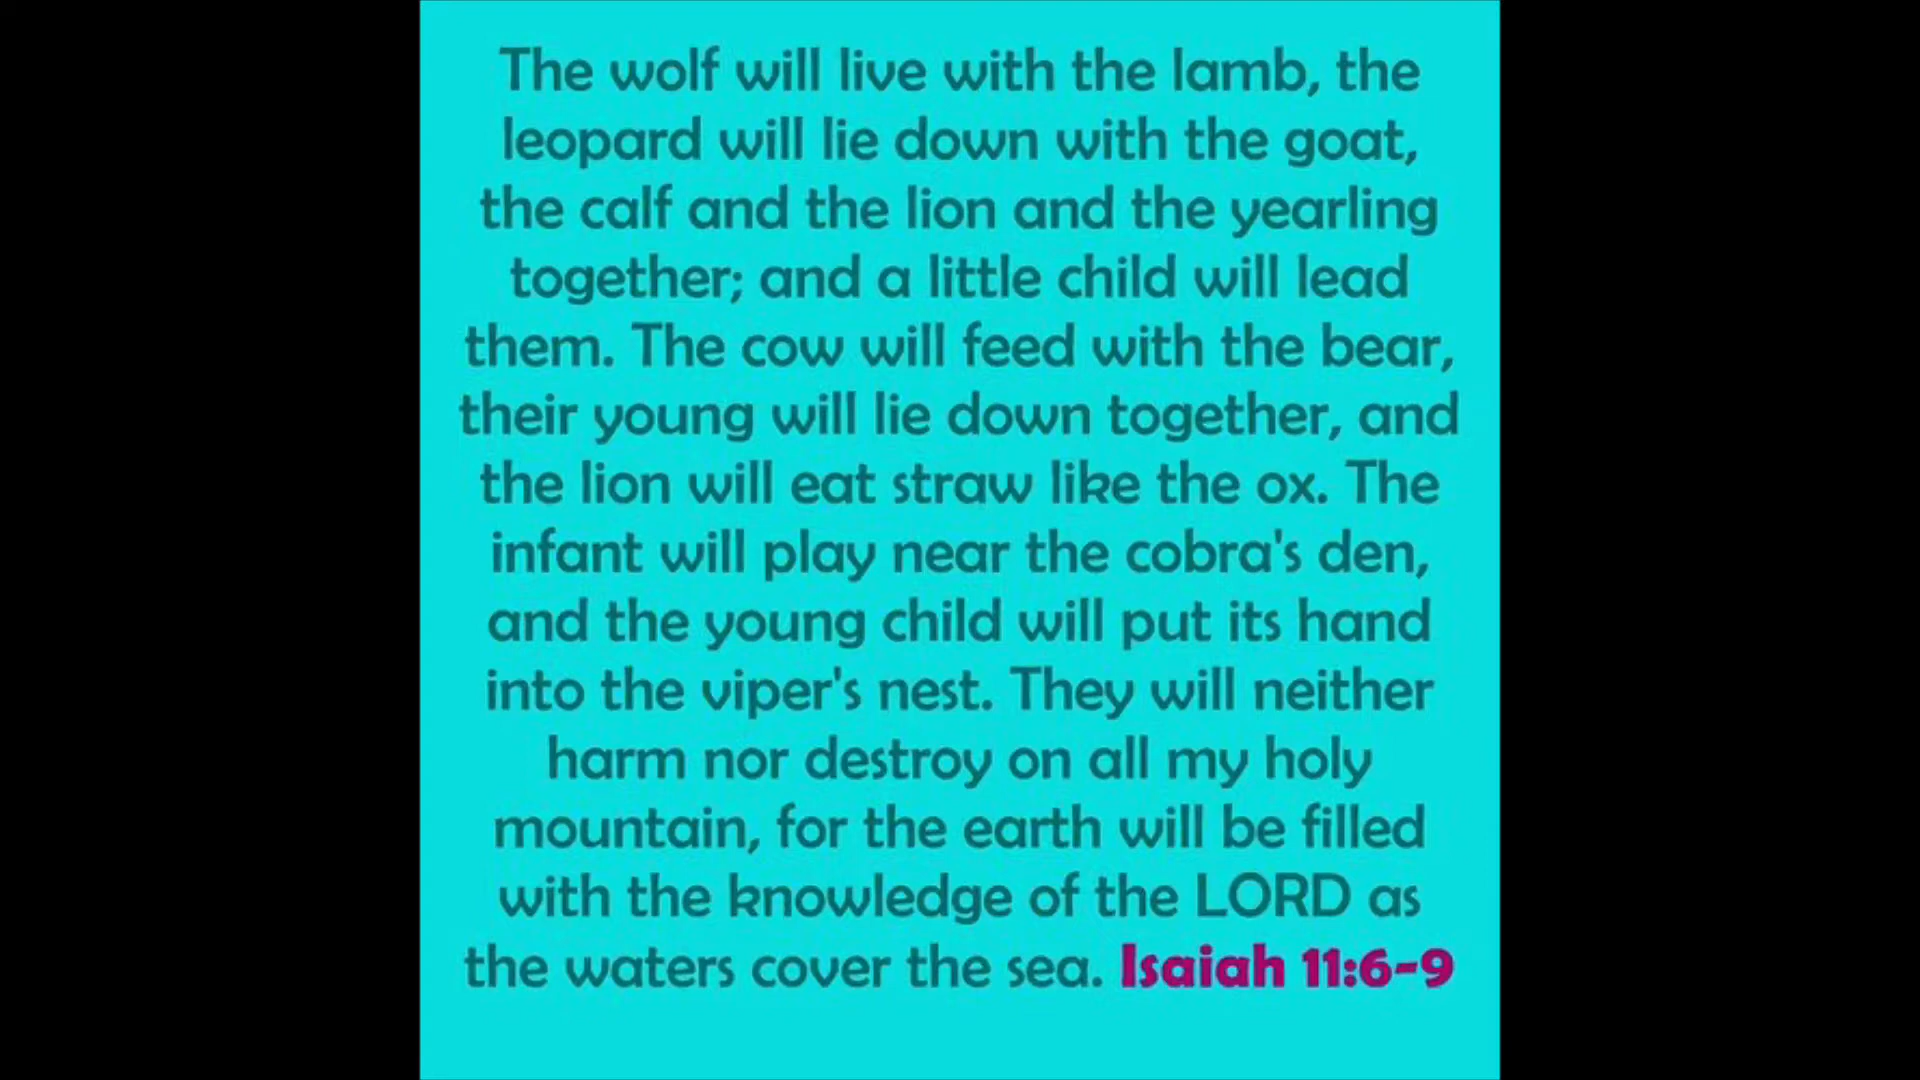 The wolf will live with the lamb, the
leopard will lie down with the goat,
the calf and the lion and the yearling
together; and a little child will lead
them. The cow will feed with the bear,
their young will lie down together, and
the lion will eat straw like the ox. The
infant will play near the cobra's den,
and the young child will put its hand
into the viper's nest. They will neither
harm nor destroy on all my holy
mountain, for the earth will be filled
with the knowledge of the LORD as
the waters cover the sea. Isaiah 11:6-9